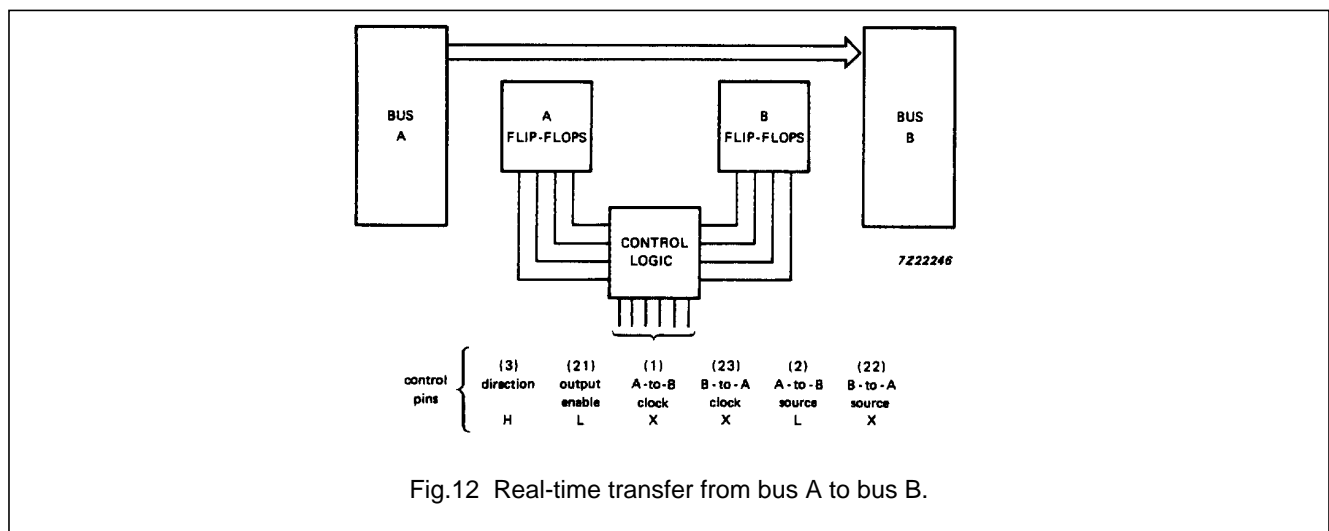 BUS
A
A
FLIP-FLOPS
B
FLIP-FLOPS
BUS
B
CONTROL
LOGIC
7Z22246
control
pins
(3) (21) (1) (23) (2) (22)
direction output A-to-B B-to-A A-to-B B-to-A
enable clock clock source source
H L X X L X
Fig.12 Real-time transfer from bus A to bus B.